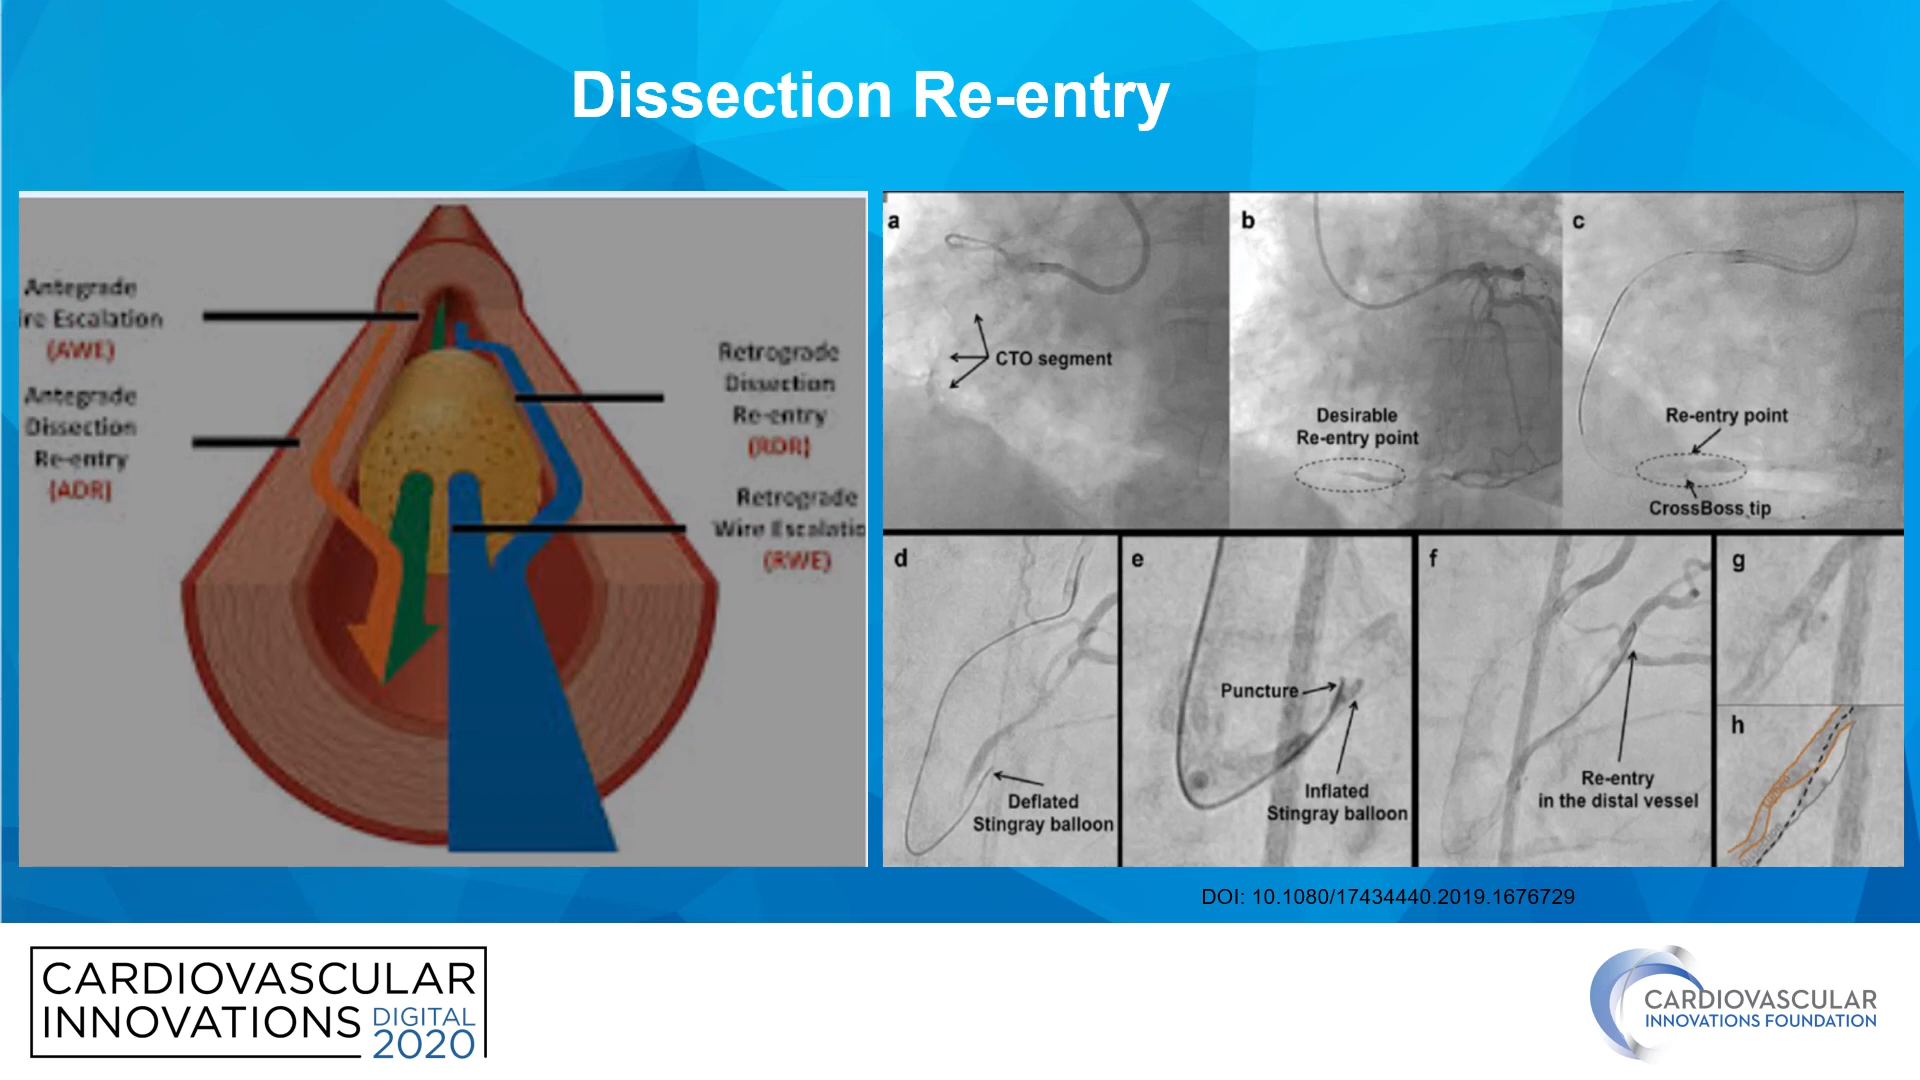 Dissection Re-entry
Antegrade
ire Escalation
(AWE)
Antegrade
Dissection
Re-entry
(ADR)
Retrograde
Dissection
Re-entry
(RDR)
Retrograde
Wire Escalatio
(RWE)
a
CTO segment
b
Desirable
Re-entry point
c
Re-entry point
CrossBoss tip
d
Deflated
Stingray balloon
e
Puncture
Inflated
Stingray balloon
f
Re-entry
in the distal vessel
g
h
DOI: 10.1080/17434440.2019.1676729
CARDIOVASCULAR
INNOVATIONS DIGITAL
2020
CARDIOVASCULAR
INNOVATIONS FOUNDATION